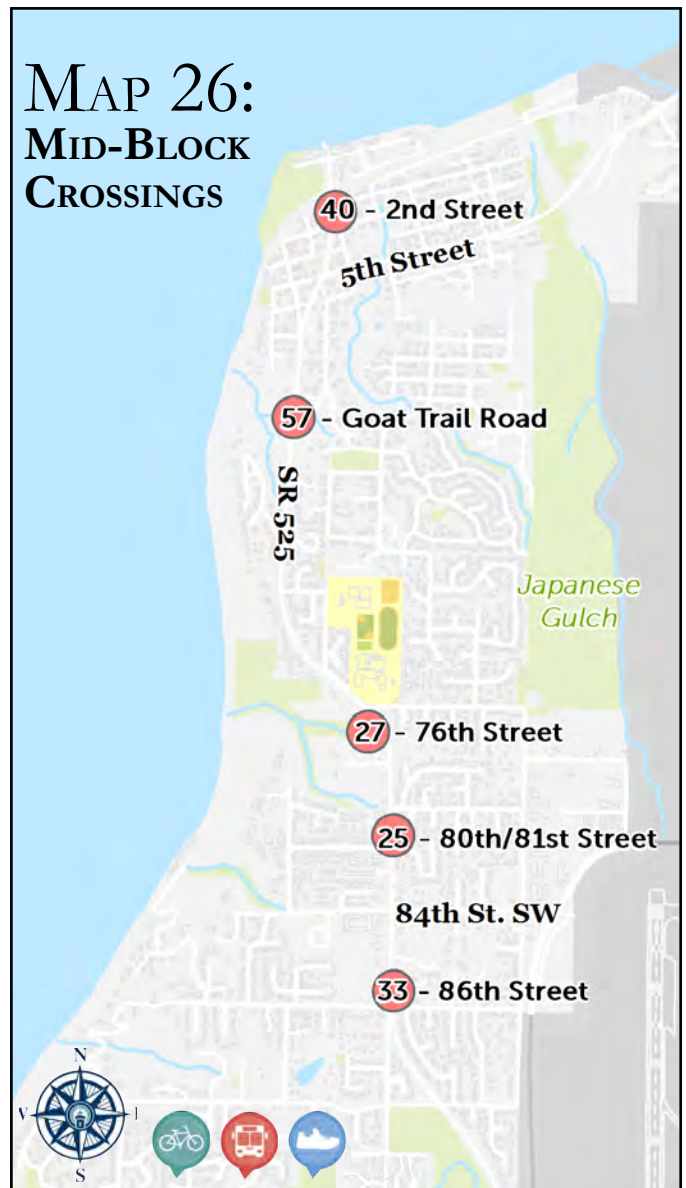 MAP 26:
MID-BLOCK
CROSSINGS
40 - 2nd Street
5th Street
57 - Goat Trail Road
SR 525
Japanese
Gulch
27 - 76th Street
25 - 80th/81st Street
84th St. SW
33 - 86th Street
N
S